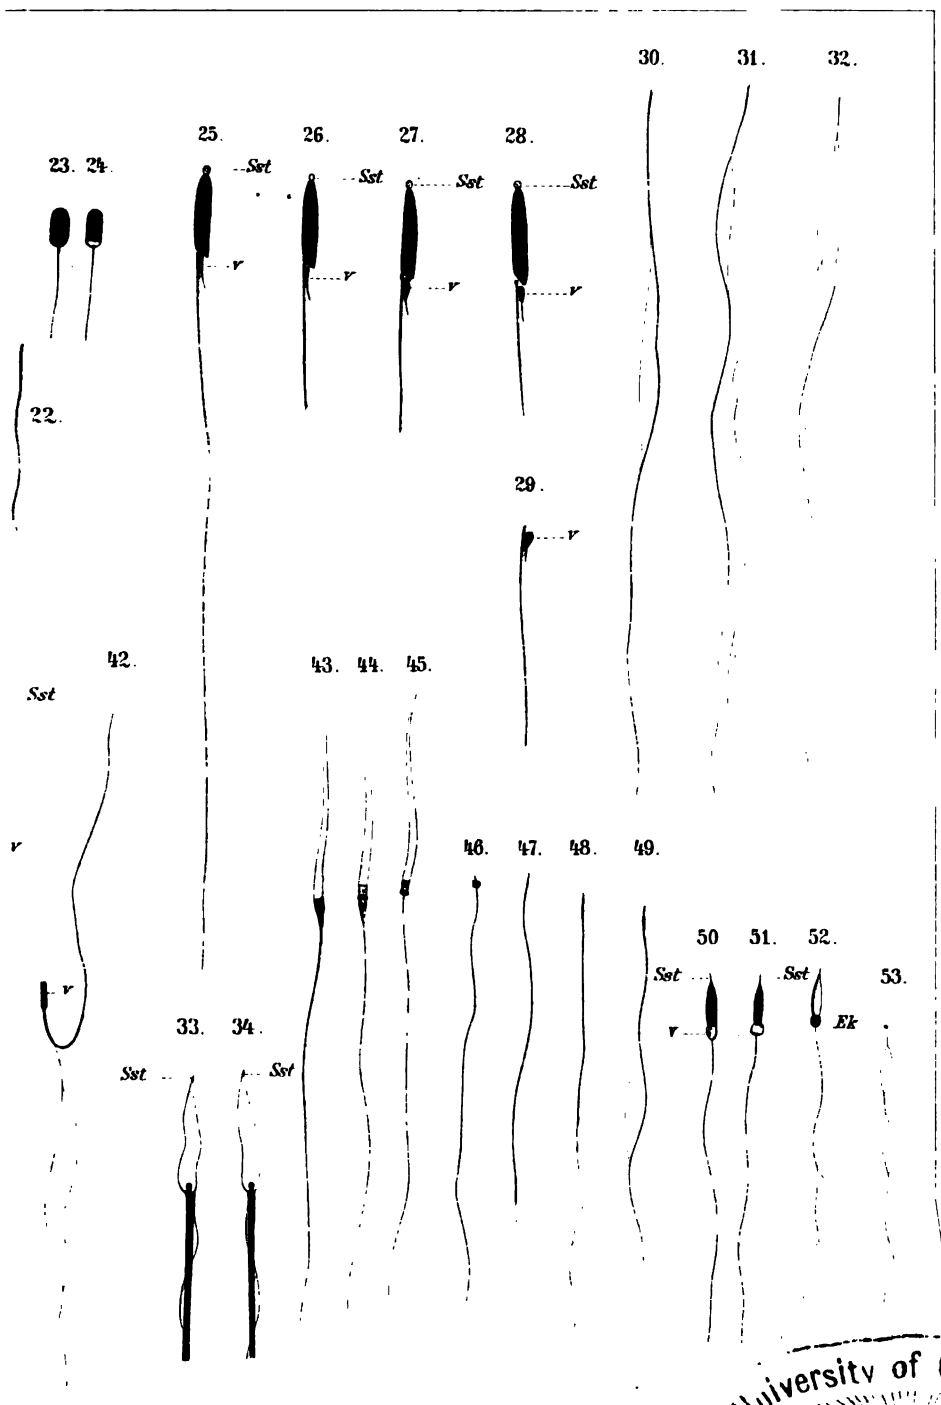 30. 31. 32.
25. 26. 27. 28.
23. 24. Sst Sst Sst Sst
v v v v
22.
29.
v
42. 43. 44. 45.
Sst
46. 47. 48. 49.
v
50 51. 52.
Sst Sst 53.
v
33. 34. v Ek
Sst Sst
University of